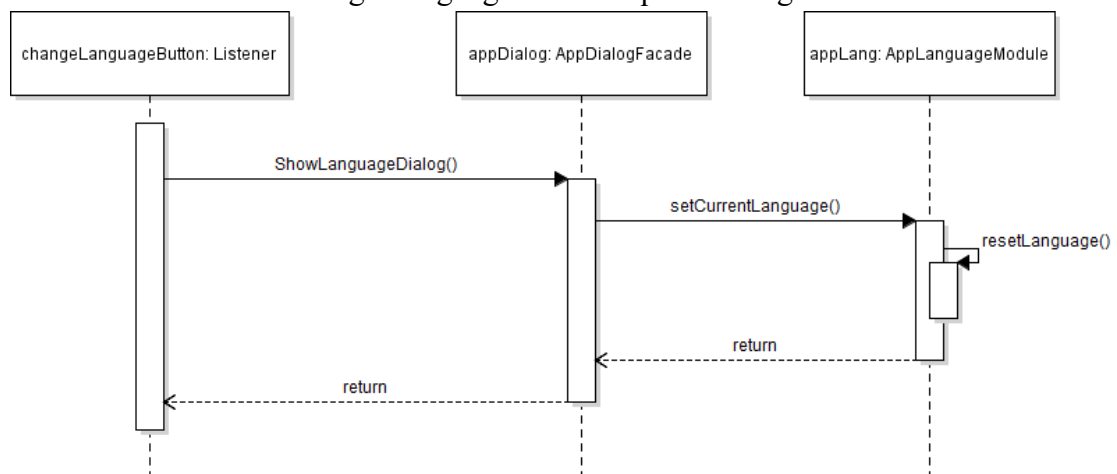 changeLanguageButton: Listener
appDialog: AppDialogFacade
appLang: AppLanguageModule
ShowLanguageDialog()
setCurrentLanguage()
resetLanguage()
return
return